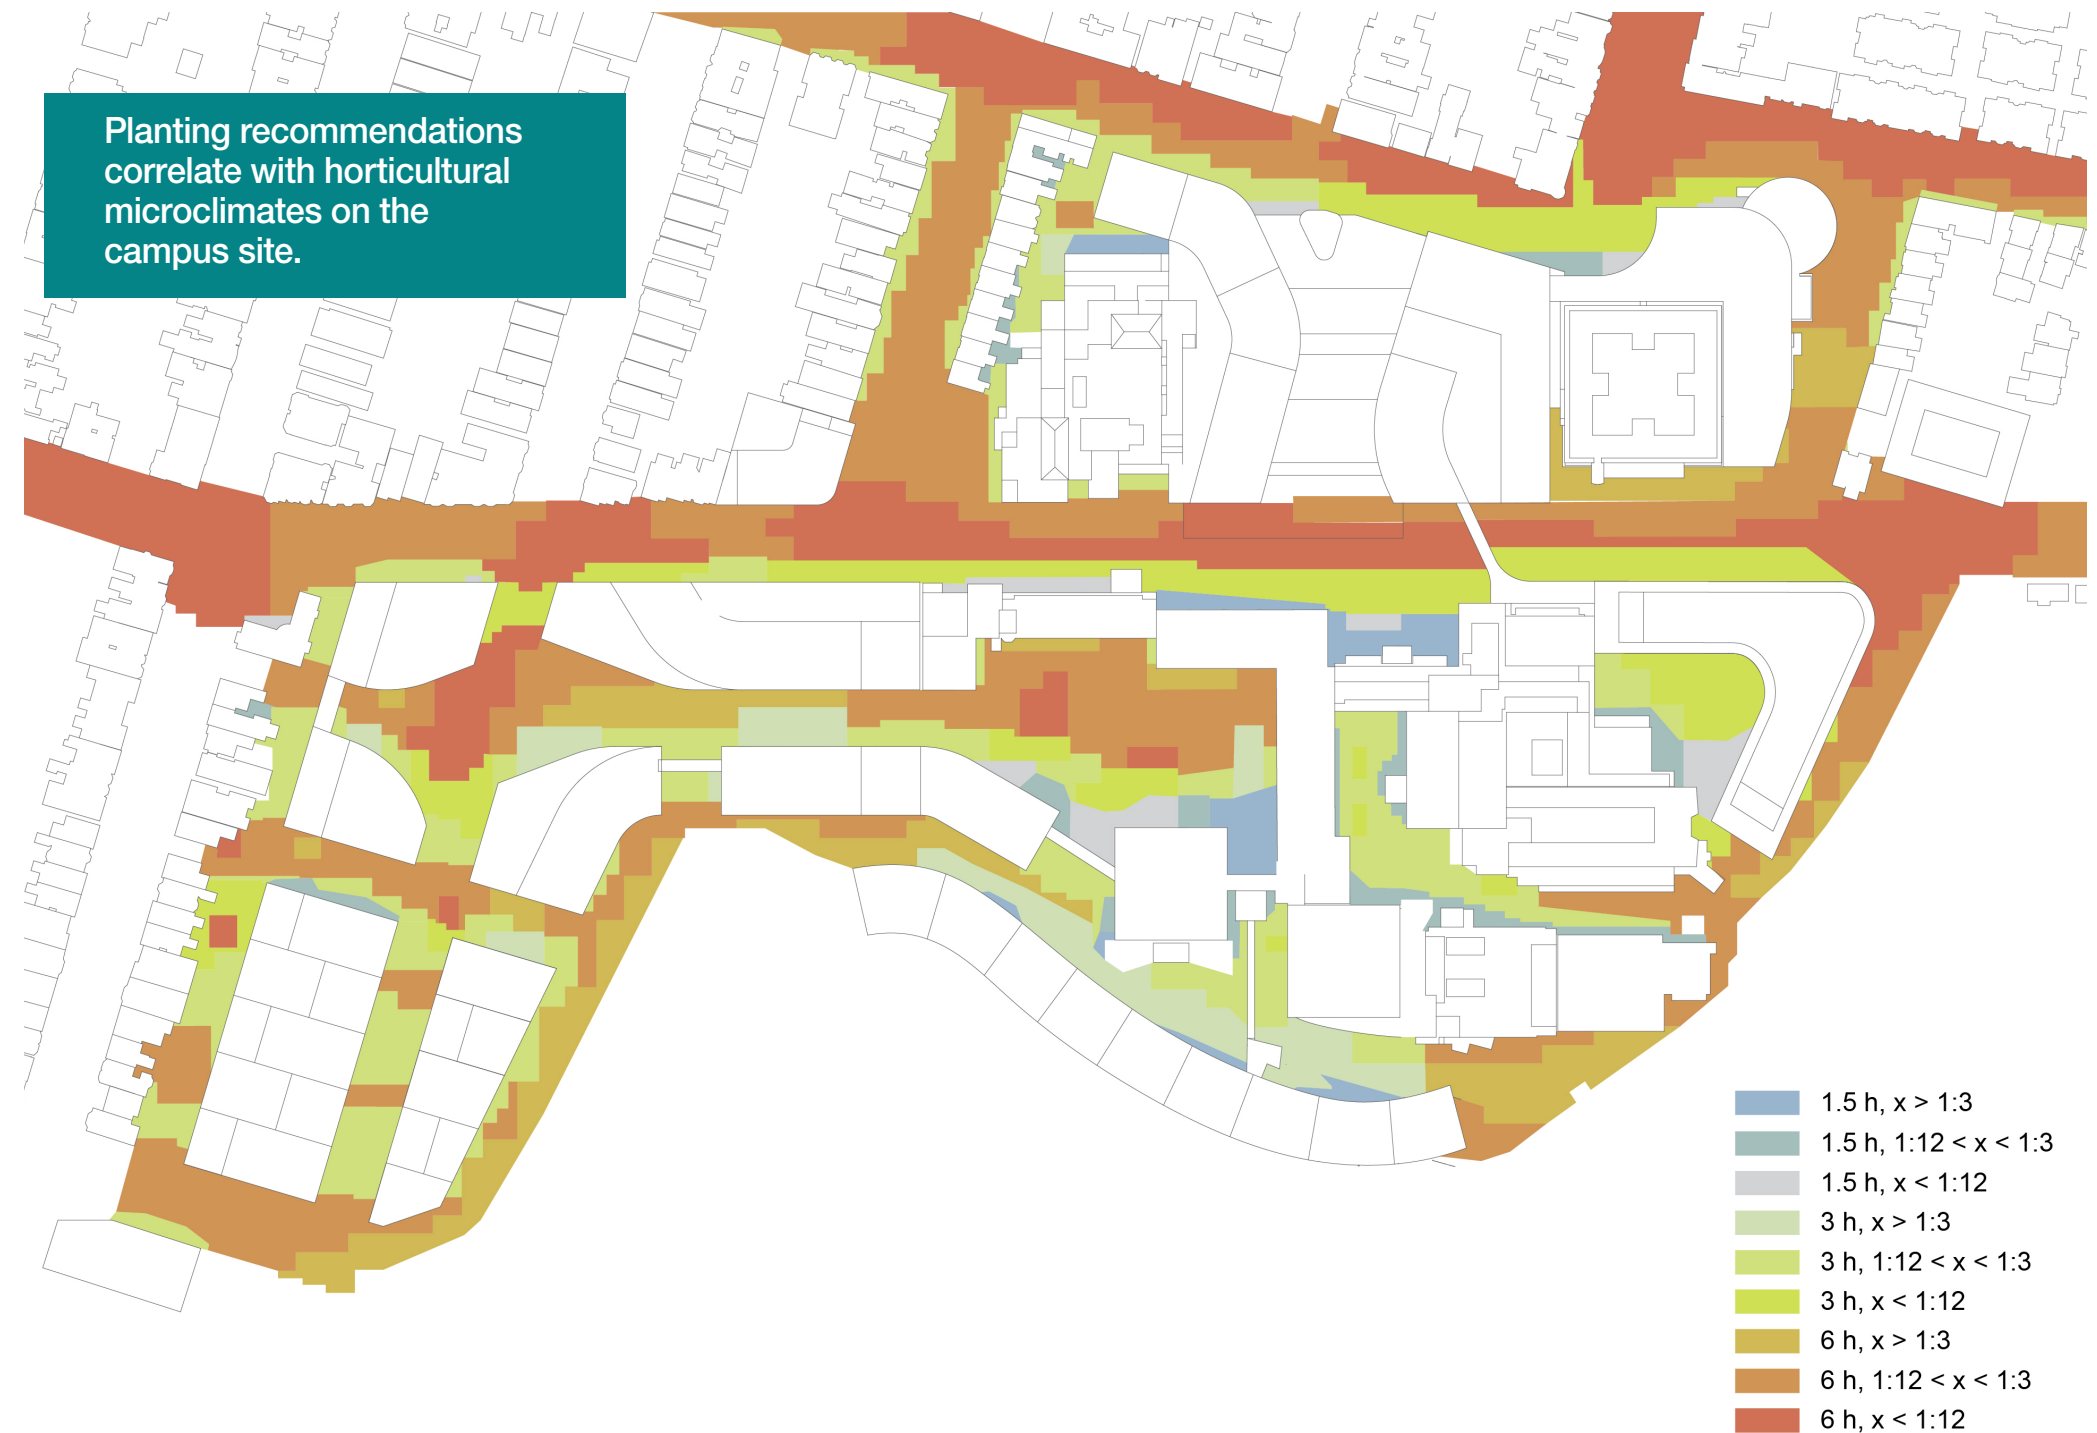 Planting recommendations
correlate with horticultural
microclimates on the
campus site.
1.5 h, x > 1:3
1.5 h, 1:12 < x < 1:3
1.5 h, x < 1:12
3 h, x > 1:3
3 h, 1:12 < x < 1:3
3 h, x < 1:12
6 h, x > 1:3
6 h, 1:12 < x < 1:3
6 h, x < 1:12